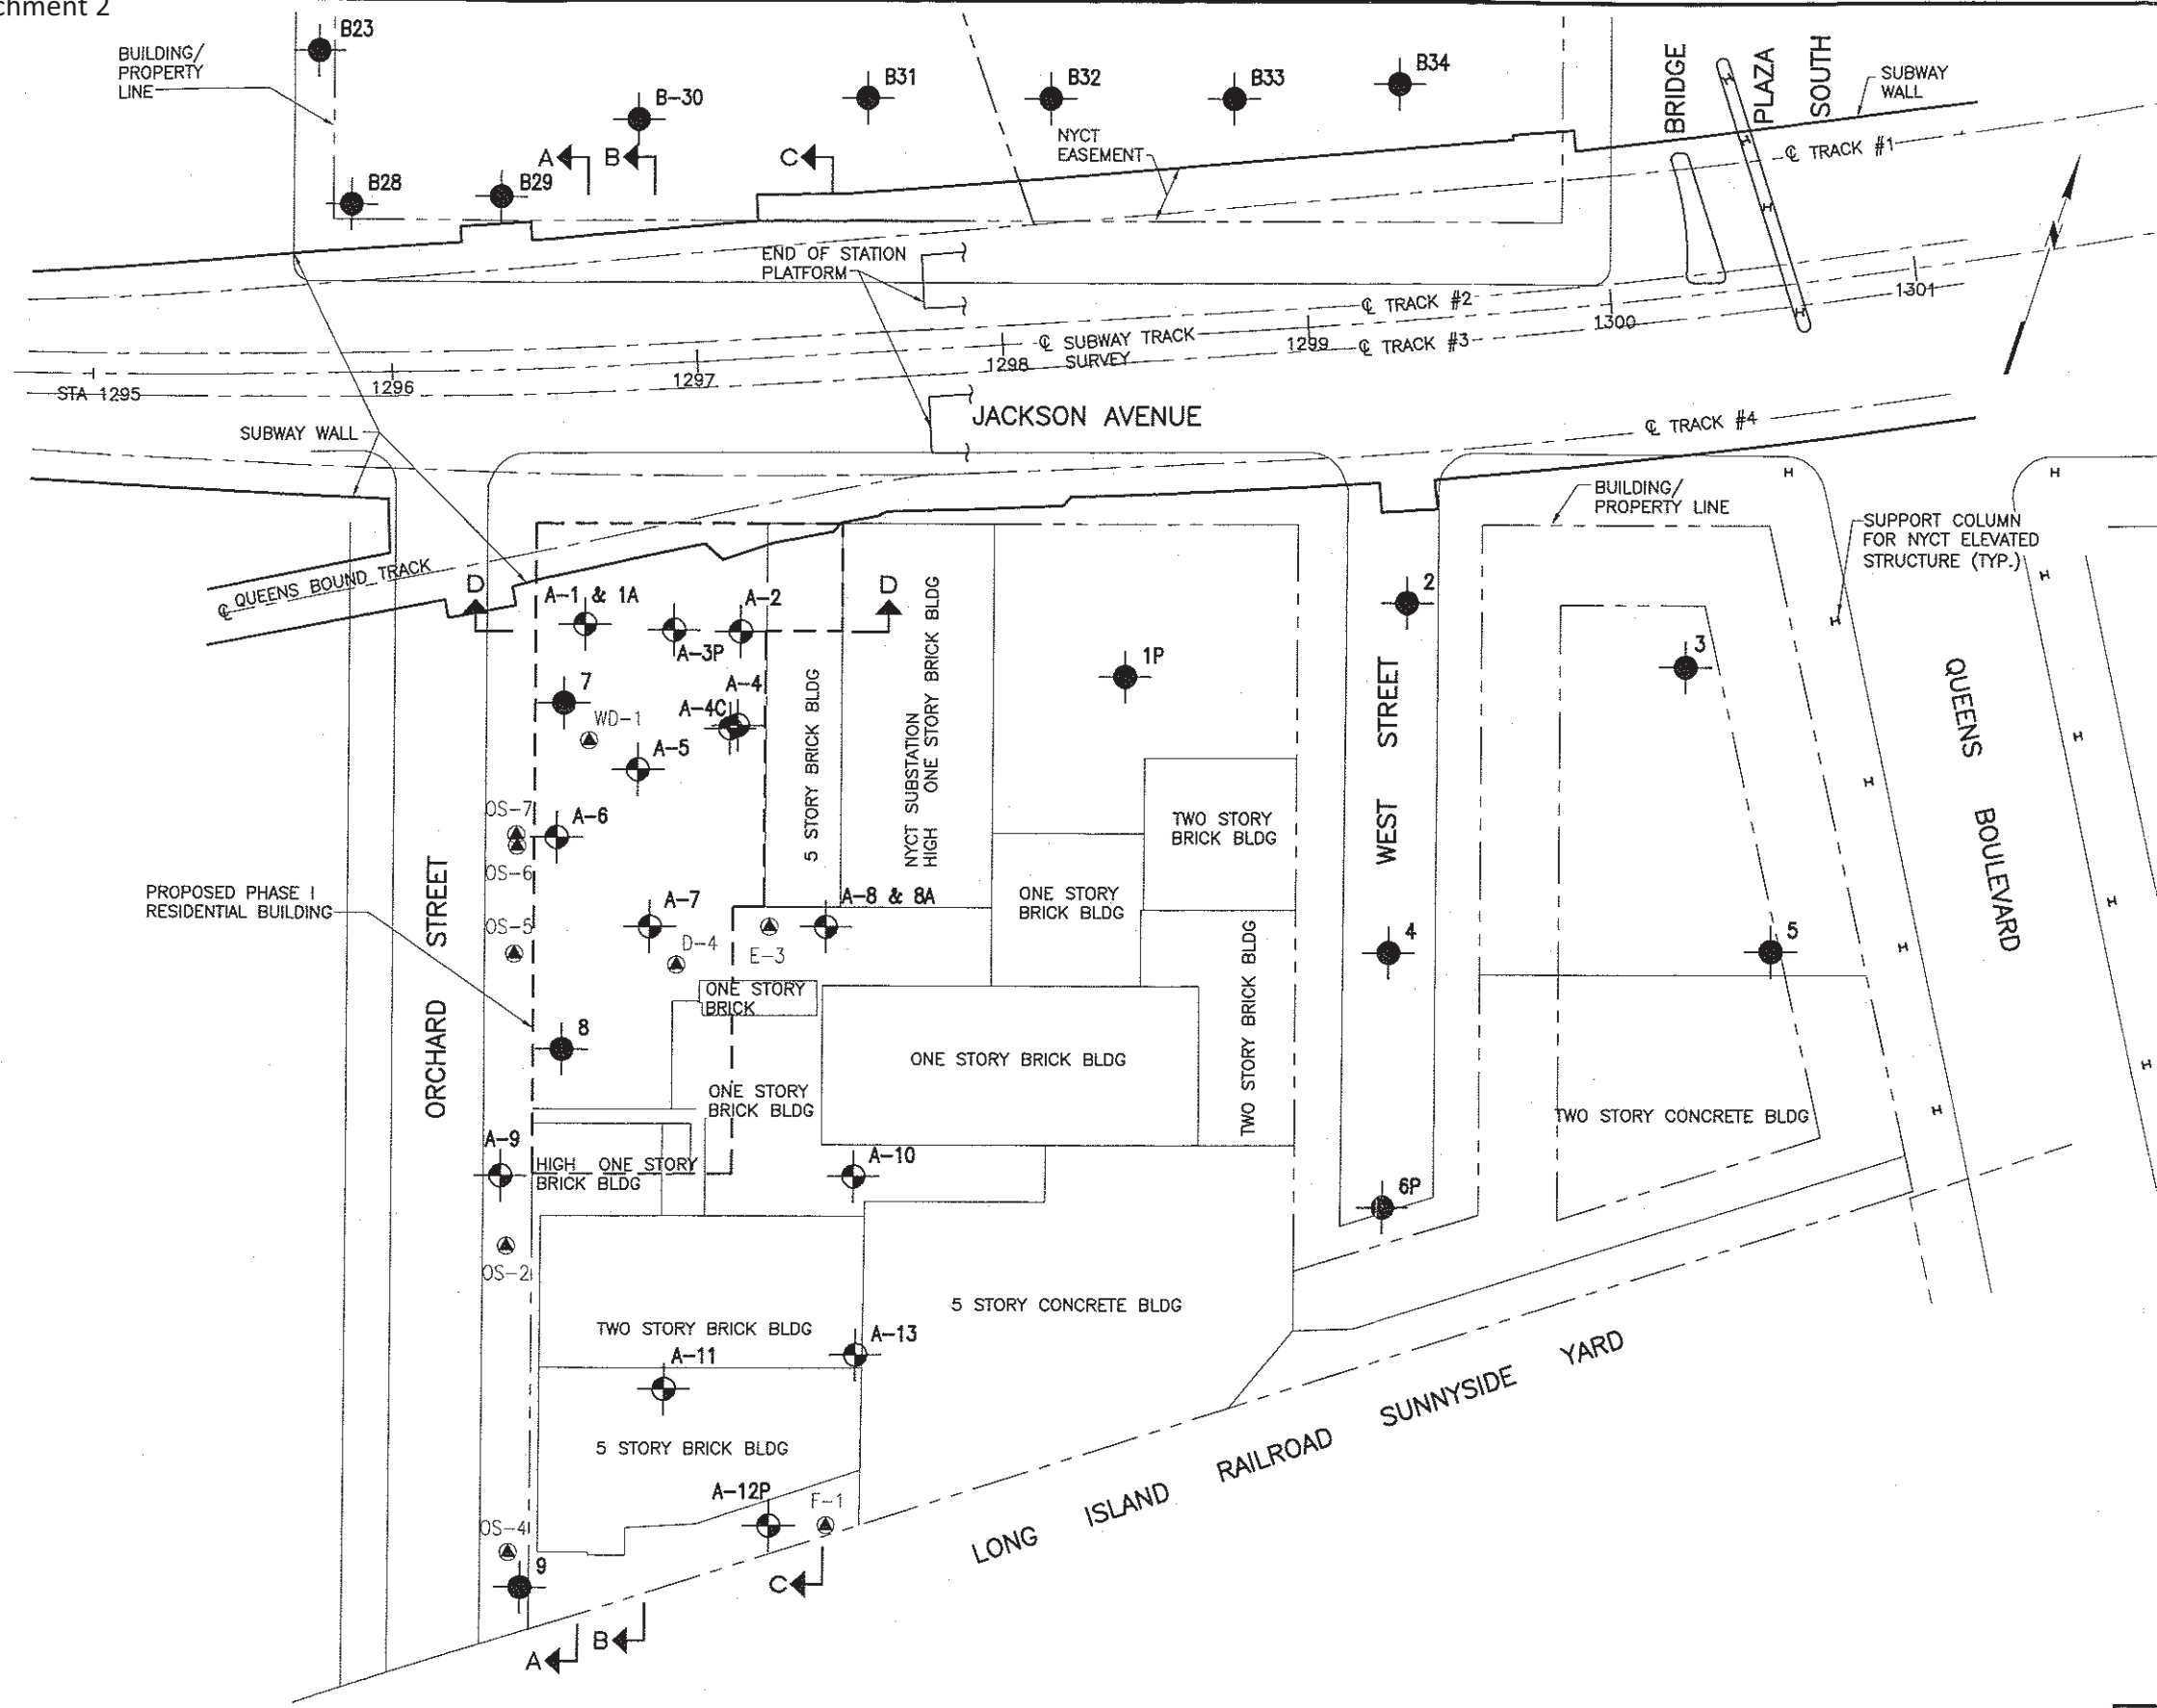 chment 2
B23
BUILDING/
PROPERTY
LINE
B-30
B31
B32
B33
B34
BRIDGE
PLAZA
SOUTH
SUBWAY
WALL
A
B
C
NYCT
EASEMENT
℄ TRACK #1
B28
B29
END OF STATION
PLATFORM
℄ TRACK #2
1301
1300
℄ SUBWAY TRACK
SURVEY
1299
℄ TRACK #3
1298
1297
1296
STA 1295
JACKSON AVENUE
℄ TRACK #4
SUBWAY WALL
BUILDING/
PROPERTY LINE
SUPPORT COLUMN
FOR NYCT ELEVATED
STRUCTURE (TYP.)
℄ QUEENS BOUND TRACK
D
D
A-1 & 1A
A-2
A-3P
2
3
1P
7
A-4
A-4C
WD-1
A-5
5 STORY BRICK BLDG
NYCT SUBSTATION
HIGH ONE STORY BRICK BLDG
ONE STORY BRICK BLDG
WEST STREET
QUEENS BOULEVARD
OS-7
A-6
OS-6
TWO STORY
BRICK BLDG
PROPOSED PHASE I
RESIDENTIAL BUILDING
ORCHARD STREET
A-7
A-8 & 8A
ONE STORY
BRICK BLDG
OS-5
D-4
E-3
4
5
ONE STORY
BRICK
8
ONE STORY BRICK BLDG
TWO STORY BRICK BLDG
ONE STORY
BRICK BLDG
TWO STORY CONCRETE BLDG
A-9
HIGH ONE STORY
BRICK BLDG
A-10
6P
OS-2
5 STORY CONCRETE BLDG
TWO STORY BRICK BLDG
A-13
A-11
5 STORY BRICK BLDG
A-12P
F-1
OS-4
9
LONG ISLAND RAILROAD SUNNYSIDE YARD
C
B
A